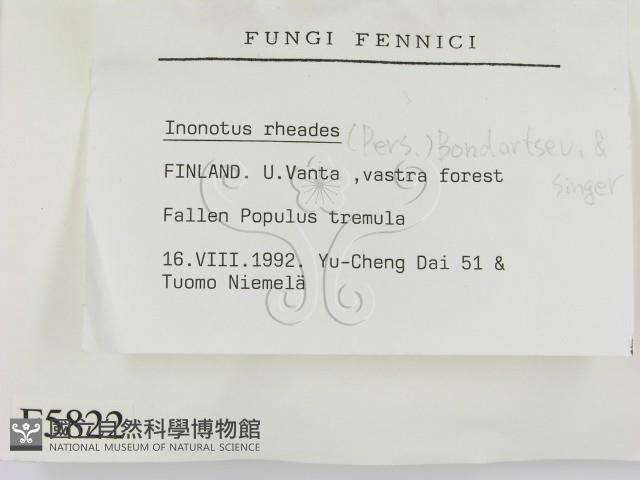 FUNGI FENNICI
Inonotus rheades (Pers.) Bondartsev, &
Singer
FINLAND. U.Vanta ,vastra forest
Fallen Populus tremula
16.VIII.1992. Yu-Cheng Dai 51 &
Tuomo Niemelä
F5822
國立自然科學博物館
NATIONAL MUSEUM OF NATURAL SCIENCE